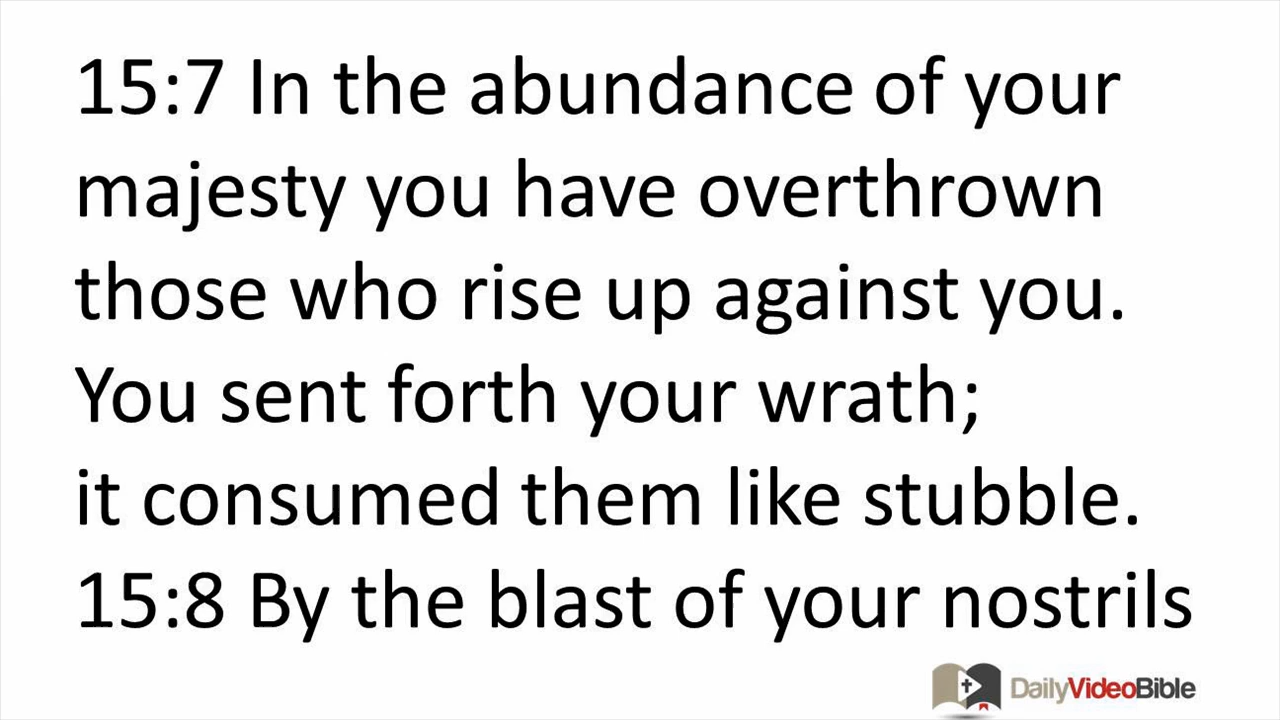 15:7 In the abundance of your
majesty you have overthrown
those who rise up against you.
You sent forth your wrath;
it consumed them like stubble.
15:8 By the blast of your nostrils
DailyVideoBible